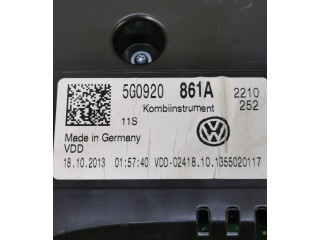 5G0920 861A 2210
Kombiinstrument 252
11S
Made in Germany
VDD
18.10.2013 01:57:40 VDD-02418.10.1355020117